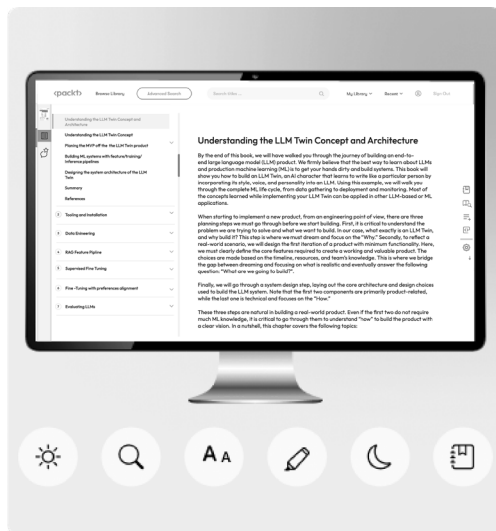 <packt>
Browse Library
Advanced Search
Search titles ...
My Library
Recent
Sign Out
Understanding the LLM Twin Concept and
Architecture
Understanding the LLM Twin Concept
Planing the MVP off the the LLM Twin product
Building ML systems with feature/training/
inference pipelines
Designing the system architecture of the LLM
Twin
Summary
References
2 Tooling and Installation
3 Data Enineering
4 RAG Feature Pipline
5 Supervised Fine Tuning
6 Fine-Tuning with preferences alignment
7 Evaluating LLMs
Understanding the LLM Twin Concept and Architecture
By the end of this book, we will have walked you through the journey of building an end-to-
end large language model (LLM) product. We firmly believe that the best way to learn about LLMs
and production machine learning (ML) is to get your hands dirty and build systems. This book will
show you how to build an LLM Twin, an AI character that learns to write like a particular person by
incorporating its style, voice, and personality into an LLM. Using this example, we will walk you
through the complete ML life cycle, from data gathering to deployment and monitoring. Most of
the concepts learned while implementing your LLM Twin can be applied in other LLM-based or ML
applications.
When starting to implement a new product, from an engineering point of view, there are three
planning steps we must go through before we start building. First, it is critical to understand the
problem we are trying to solve and what we want to build. In our case, what exactly is an LLM Twin,
and why build it? This step is where we must dream and focus on the "Why." Secondly, to reflect a
real-world scenario, we will design the first iteration of a product with minimum functionality. Here,
we must clearly define the core features required to create a working and valuable product. The
choices are made based on the timeline, resources, and team's knowledge. This is where we bridge
the gap between dreaming and focusing on what is realistic and eventually answer the following
question: "What are we going to build?".
Finally, we will go through a system design step, laying out the core architecture and design choices
used to build the LLM system. Note that the first two components are primarily product-related,
while the last one is technical and focuses on the "How."
These three steps are natural in building a real-world product. Even if the first two do not require
much ML knowledge, it is critical to go through them to understand "how" to build the product with
a clear vision. In a nutshell, this chapter covers the following topics:
A A